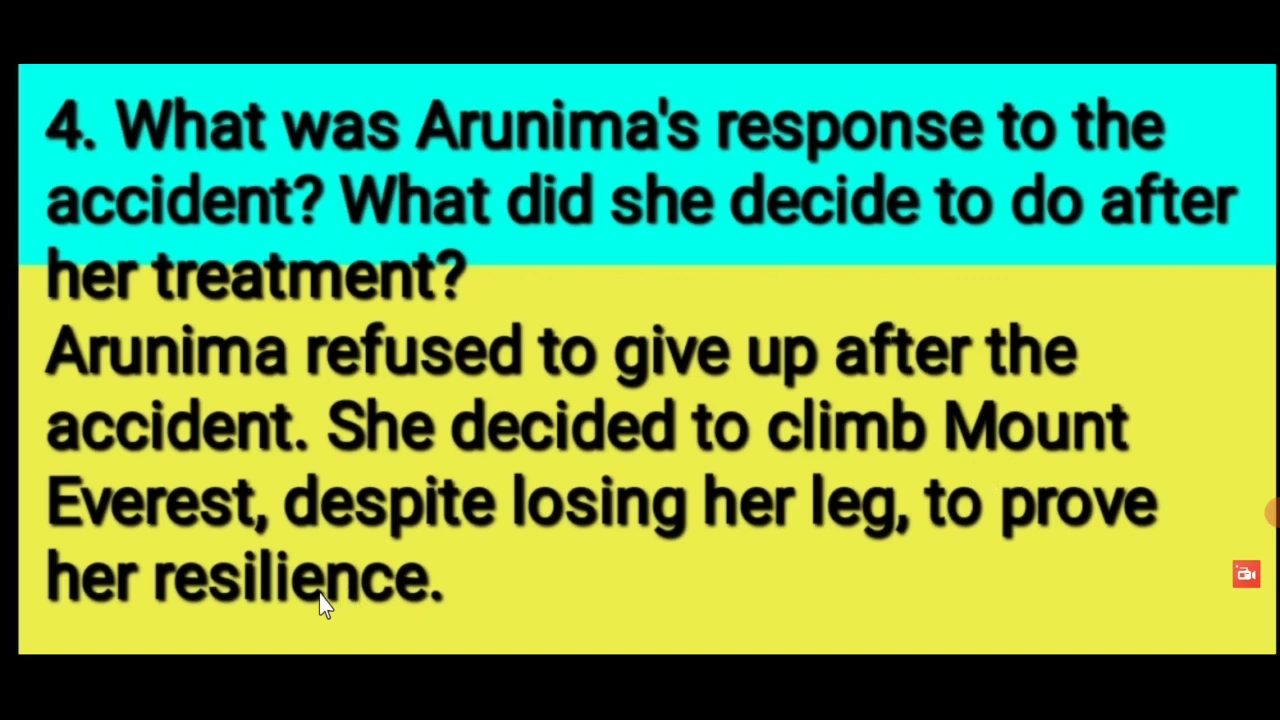 4. What was Arunima's response to the
accident? What did she decide to do after
her treatment?
Arunima refused to give up after the
accident. She decided to climb Mount
Everest, despite losing her leg, to prove
her resilience.